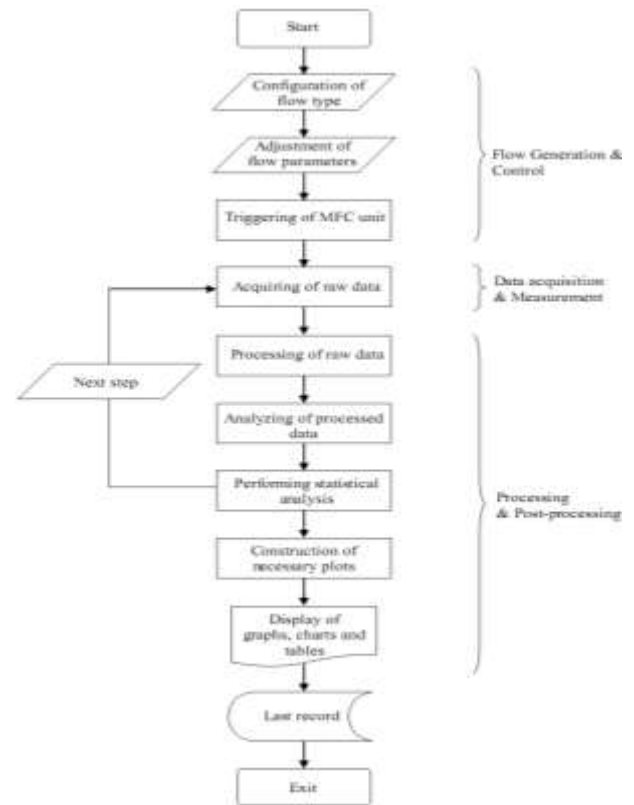 Start
Configuration of
flow type
Adjustment of
flow parameters
Flow Generation &
Control
Triggering of MFC unit
Acquiring of raw data
Data acquisition
& Measurement
Processing of raw data
Next step
Analyzing of processed
data
Performing statistical
analysis
Processing
& Post-processing
Construction of
necessary plots
Display of
graphs, charts and
tables
Last record
Exit